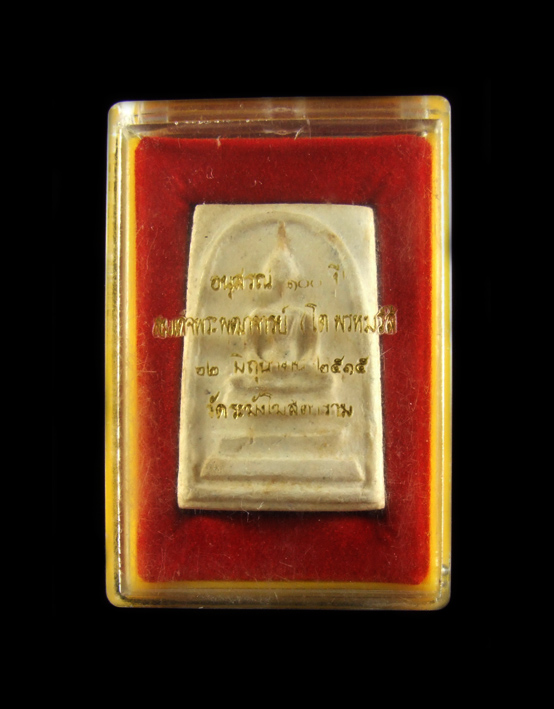 อนุสรณ์ ๑๐๐ ปี
สมเด็จพระพุฒาจารย์ (โต พรหมรังสี
๒๒ มิถุนายน ๒๕๑๕
วัดระฆังโฆสิตาราม